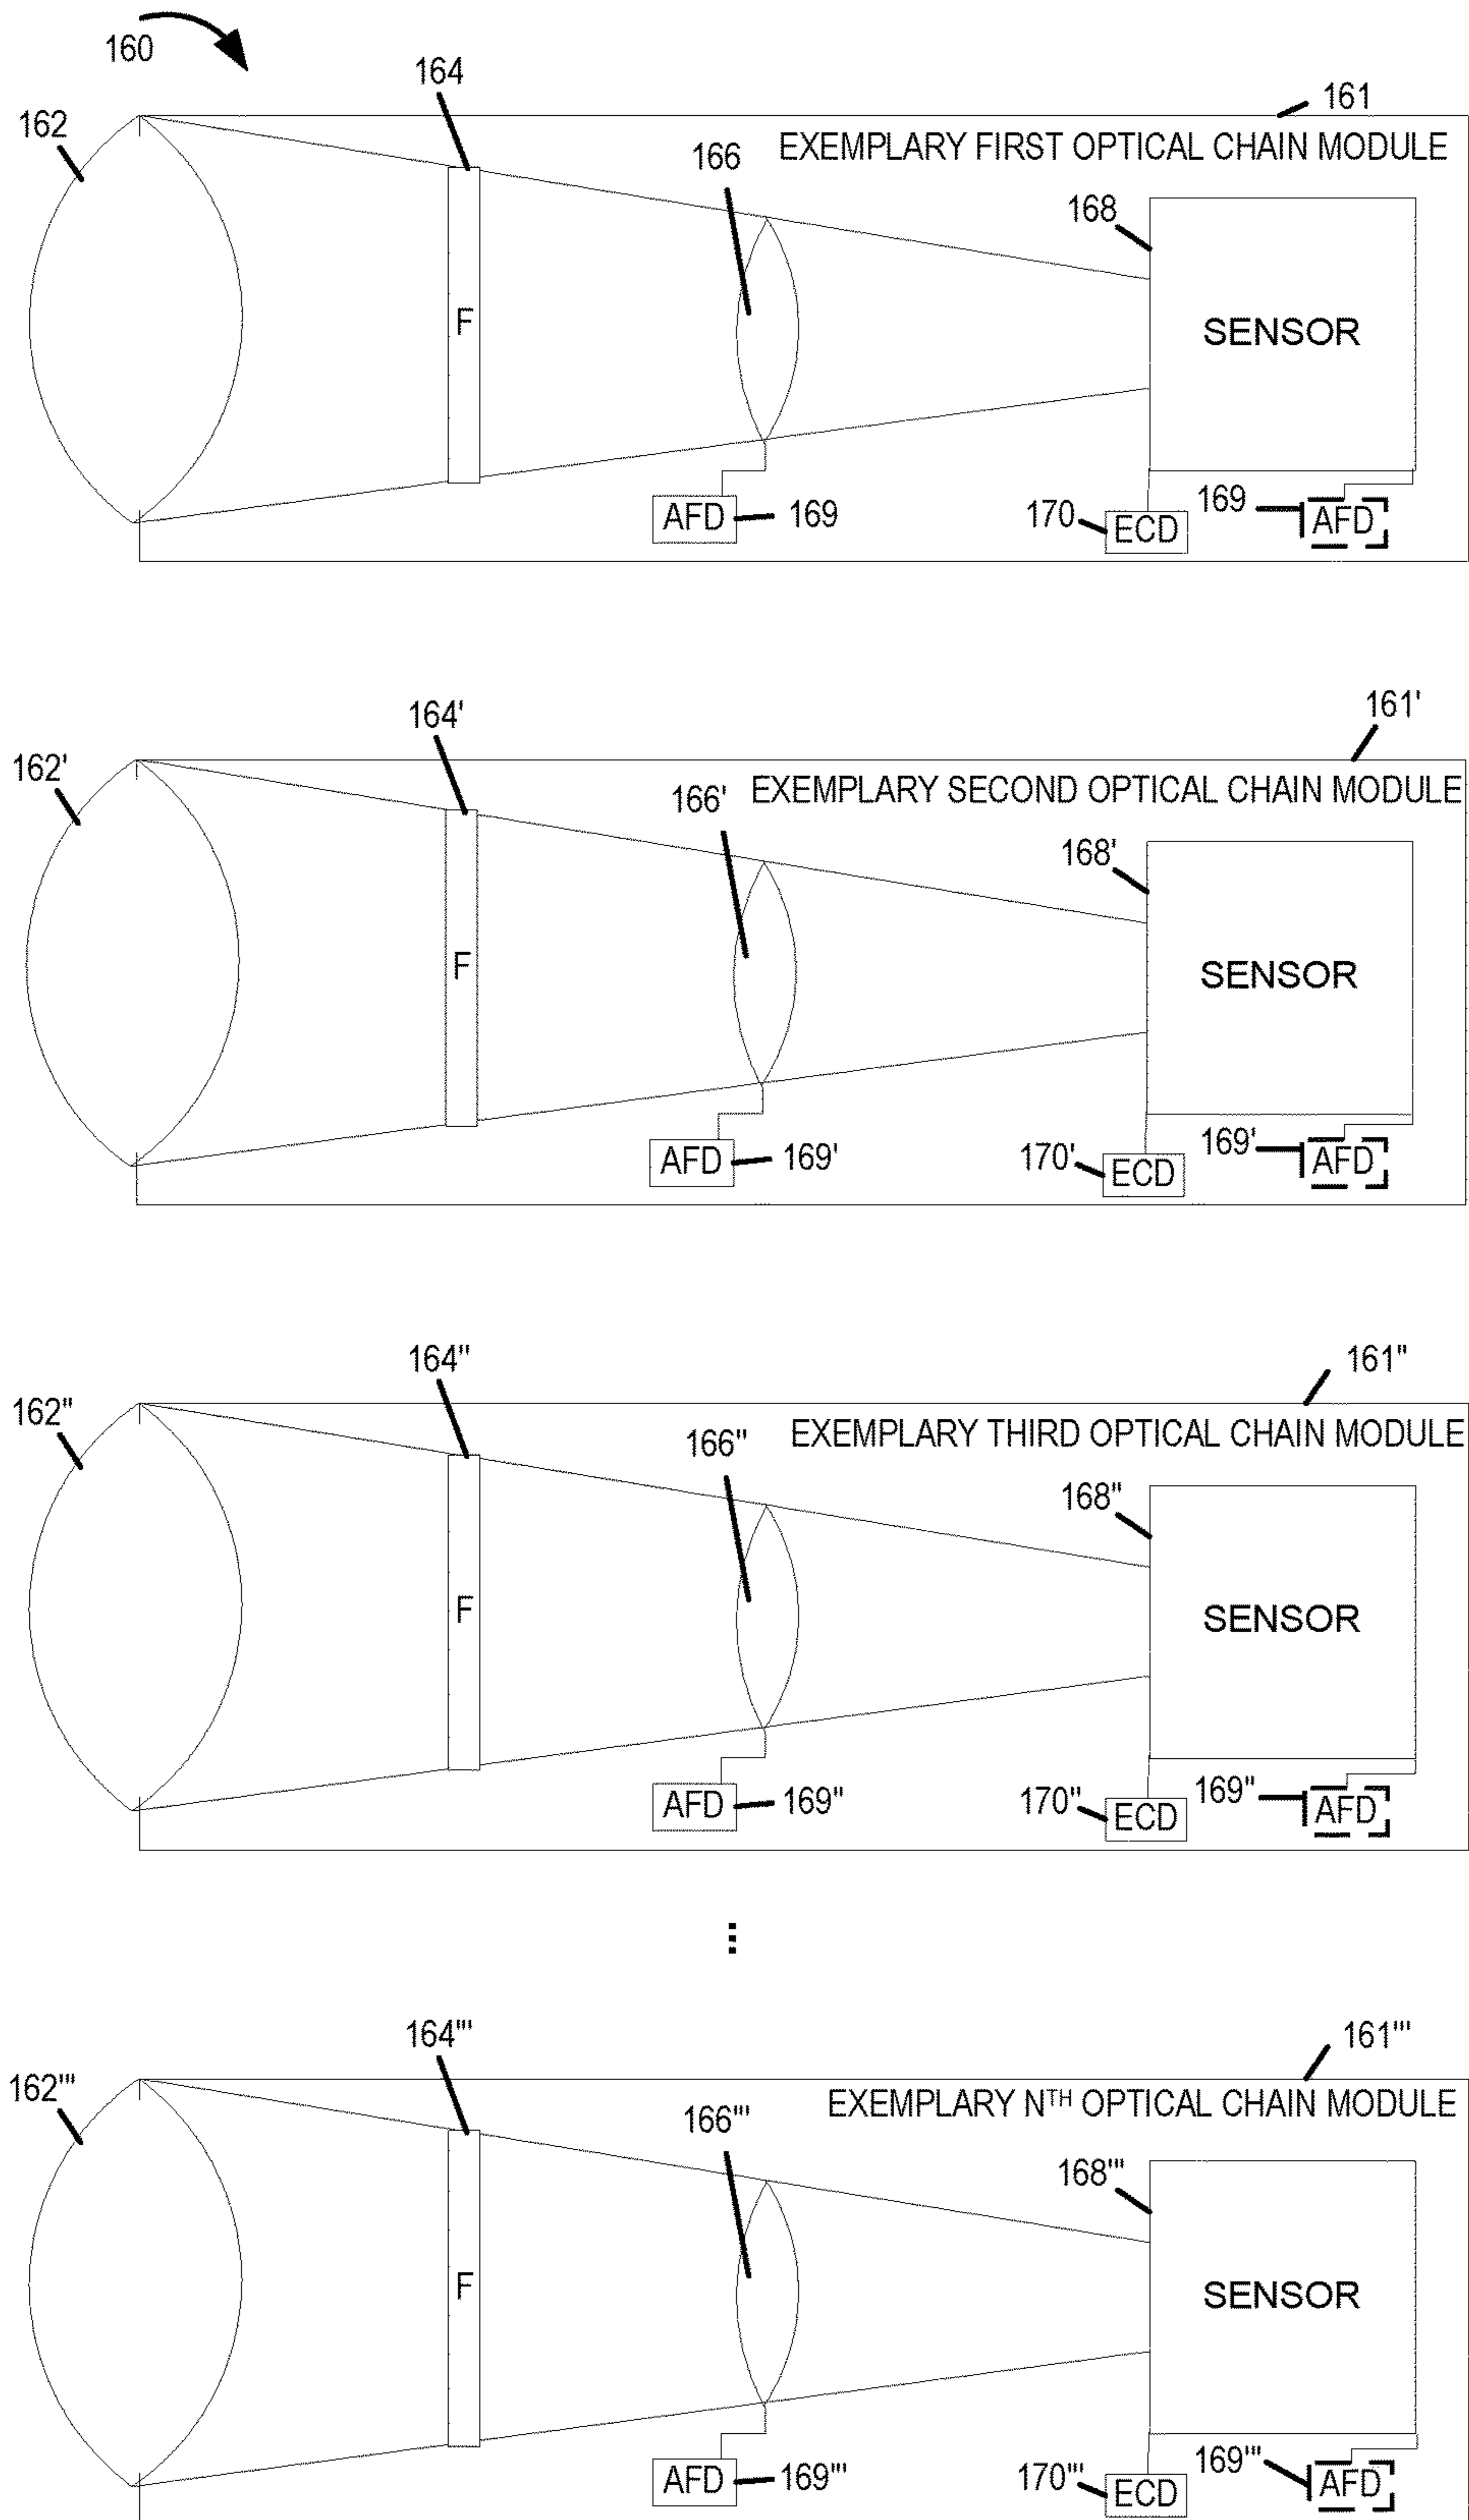 160
164
161
162
EXEMPLARY FIRST OPTICAL CHAIN MODULE
166
168
F
SENSOR
AFD
169
170
ECD
169
AFD
164'
161'
162'
EXEMPLARY SECOND OPTICAL CHAIN MODULE
166'
168'
F
SENSOR
AFD
169'
170'
ECD
169'
AFD
164"
161"
162"
EXEMPLARY THIRD OPTICAL CHAIN MODULE
166"
168"
F
SENSOR
AFD
169"
170"
ECD
169"
AFD
...
164'''
161'''
162'''
EXEMPLARY NTH OPTICAL CHAIN MODULE
166'''
168'''
F
SENSOR
AFD
169'''
170'''
ECD
169'''
AFD